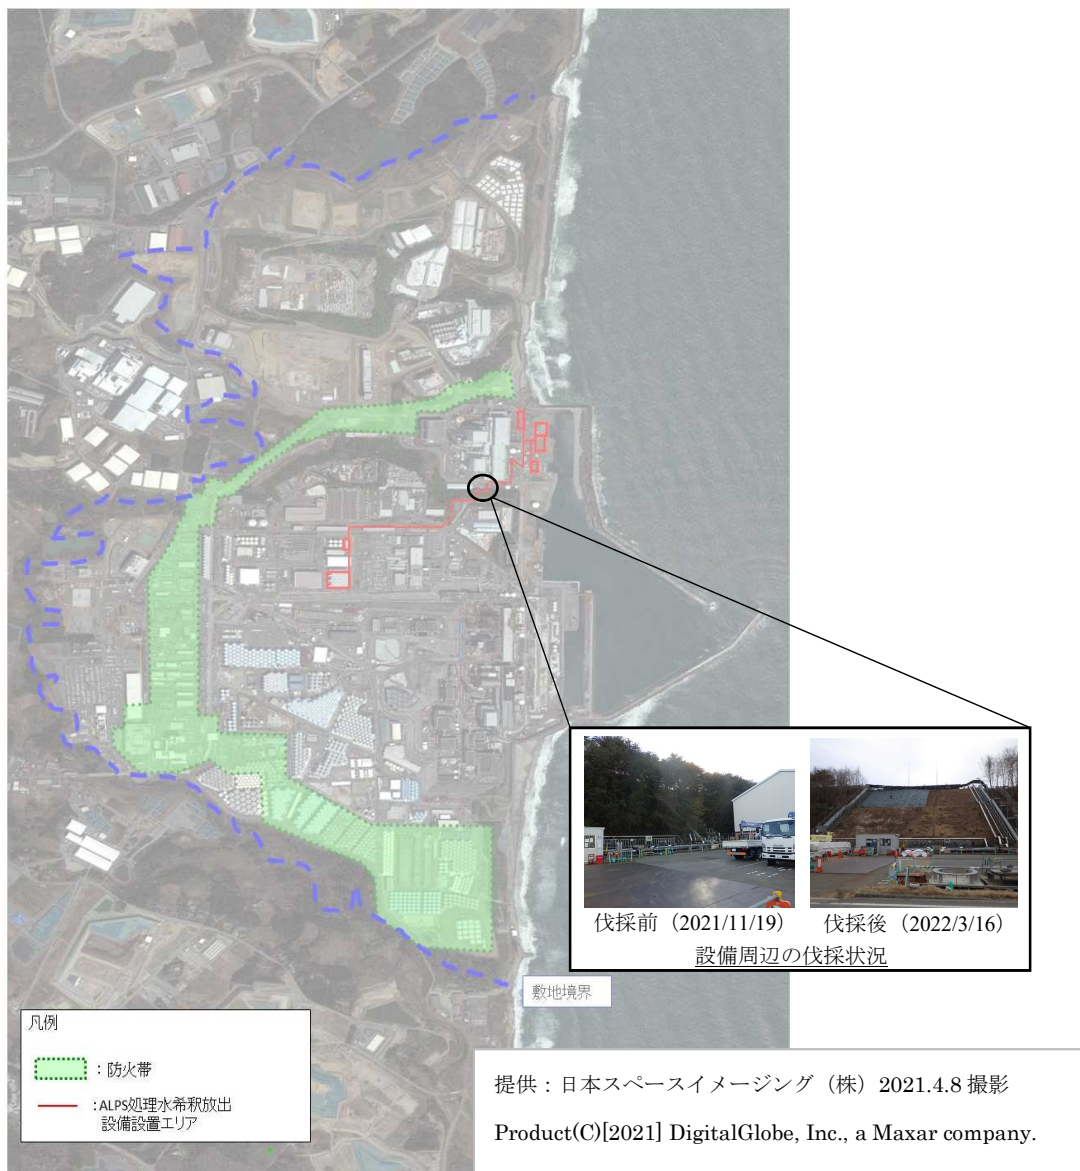 伐採前（2021/11/19）
伐採後（2022/3/16）
設備周辺の伐採状況
敷地境界
凡例
：防火帯
：ALPS処理水希釈放出
設備設置エリア
提供：日本スペースイメージング（株）2021.4.8 撮影
Product(C)[2021] DigitalGlobe, Inc., a Maxar company.